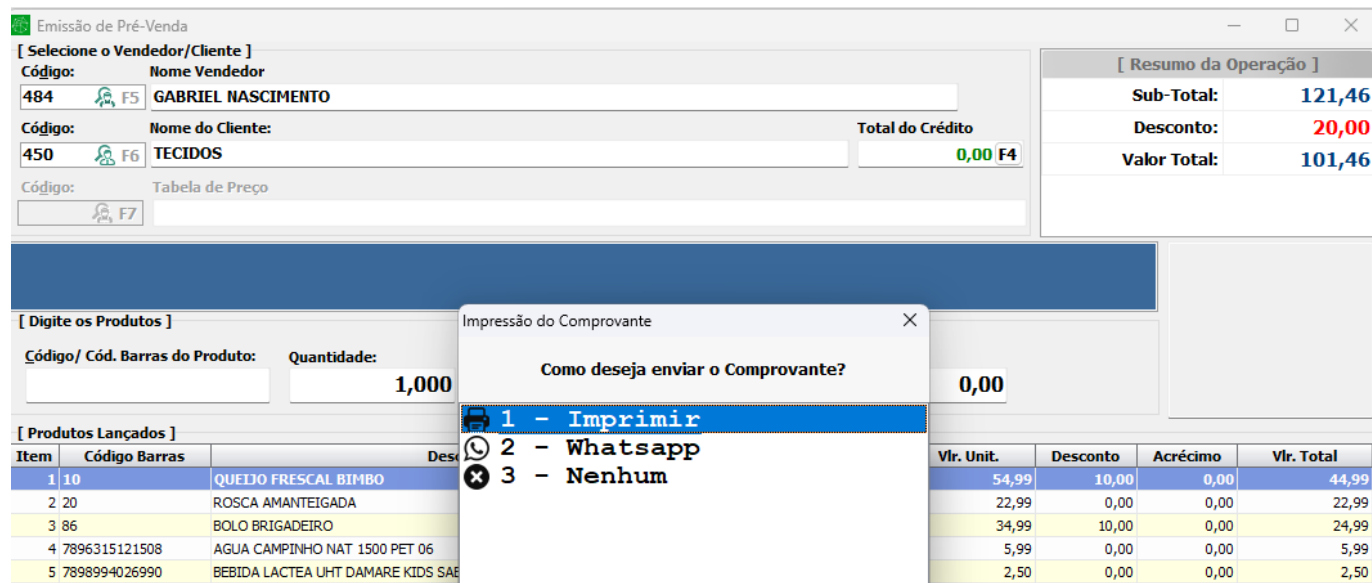 Emissão de Pré-Venda
[ Selecione o Vendedor/Cliente ]
Código: Nome Vendedor
484 F5 GABRIEL NASCIMENTO
Código: Nome do Cliente: Total do Crédito
450 F6 TECIDOS 0,00 F4
Código: Tabela de Preço
F7
[ Resumo da Operação ]
Sub-Total: 121,46
Desconto: 20,00
Valor Total: 101,46
[ Digite os Produtos ]
Código/ Cód. Barras do Produto: Quantidade:
1,000 0,00
Impressão do Comprovante
Como deseja enviar o Comprovante?
1 - Imprimir
2 - Whatsapp
3 - Nenhum
[ Produtos Lançados ]
Item Código Barras Desc Vlr. Unit. Desconto Acrécimo Vlr. Total
1 10 QUEIJO FRESCAL BIMBO 54,99 10,00 0,00 44,99
2 20 ROSCA AMANTEIGADA 22,99 0,00 0,00 22,99
3 86 BOLO BRIGADEIRO 34,99 10,00 0,00 24,99
4 7896315121508 AGUA CAMPINHO NAT 1500 PET 06 5,99 0,00 0,00 5,99
5 7898994026990 BEBIDA LACTEA UHT DAMARE KIDS SAB 2,50 0,00 0,00 2,50